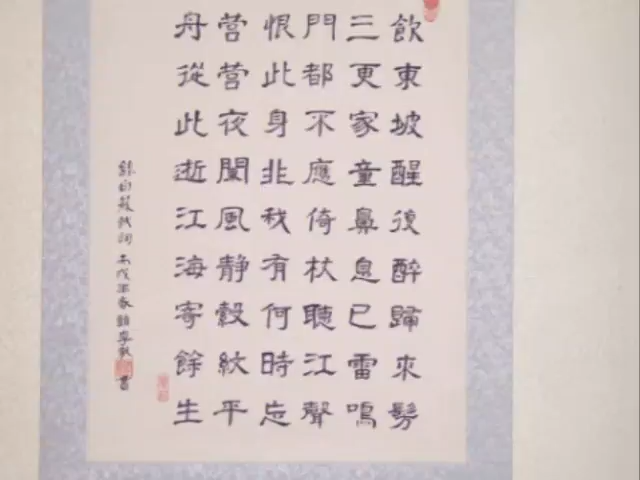 飲東坡醒復醉歸來髣
三更家童鼻息已雷鳴
門都不應倚杖聽江聲
恨此身非我有何時忘
營營夜闌風靜縠紋平
舟從此逝江海寄餘生